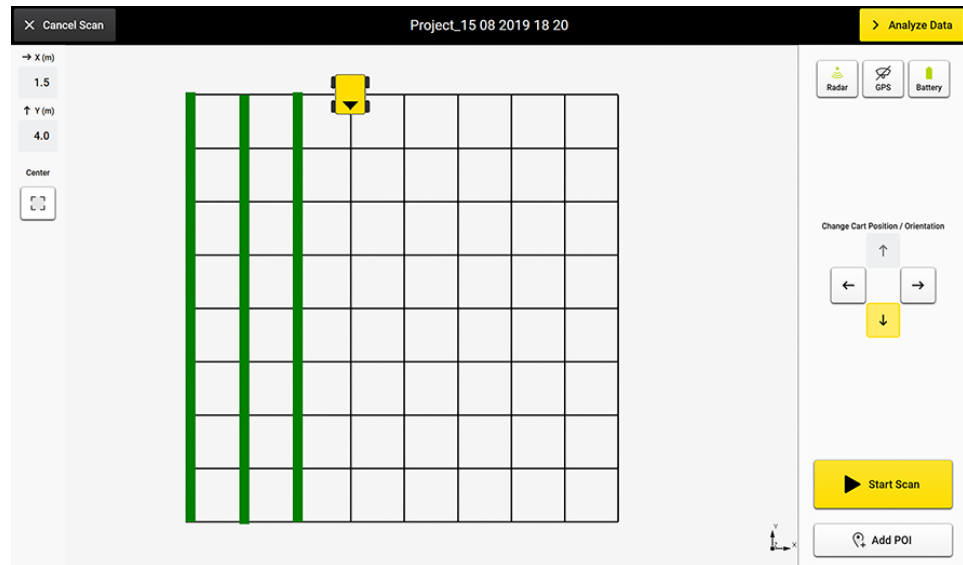 Cancel Scan
Project_15 08 2019 18 20
Analyze Data
X (m)
1.5
Y (m)
4.0
Center
Radar
GPS
Battery
Change Cart Position / Orientation
Start Scan
Add POI
Y
Z
X